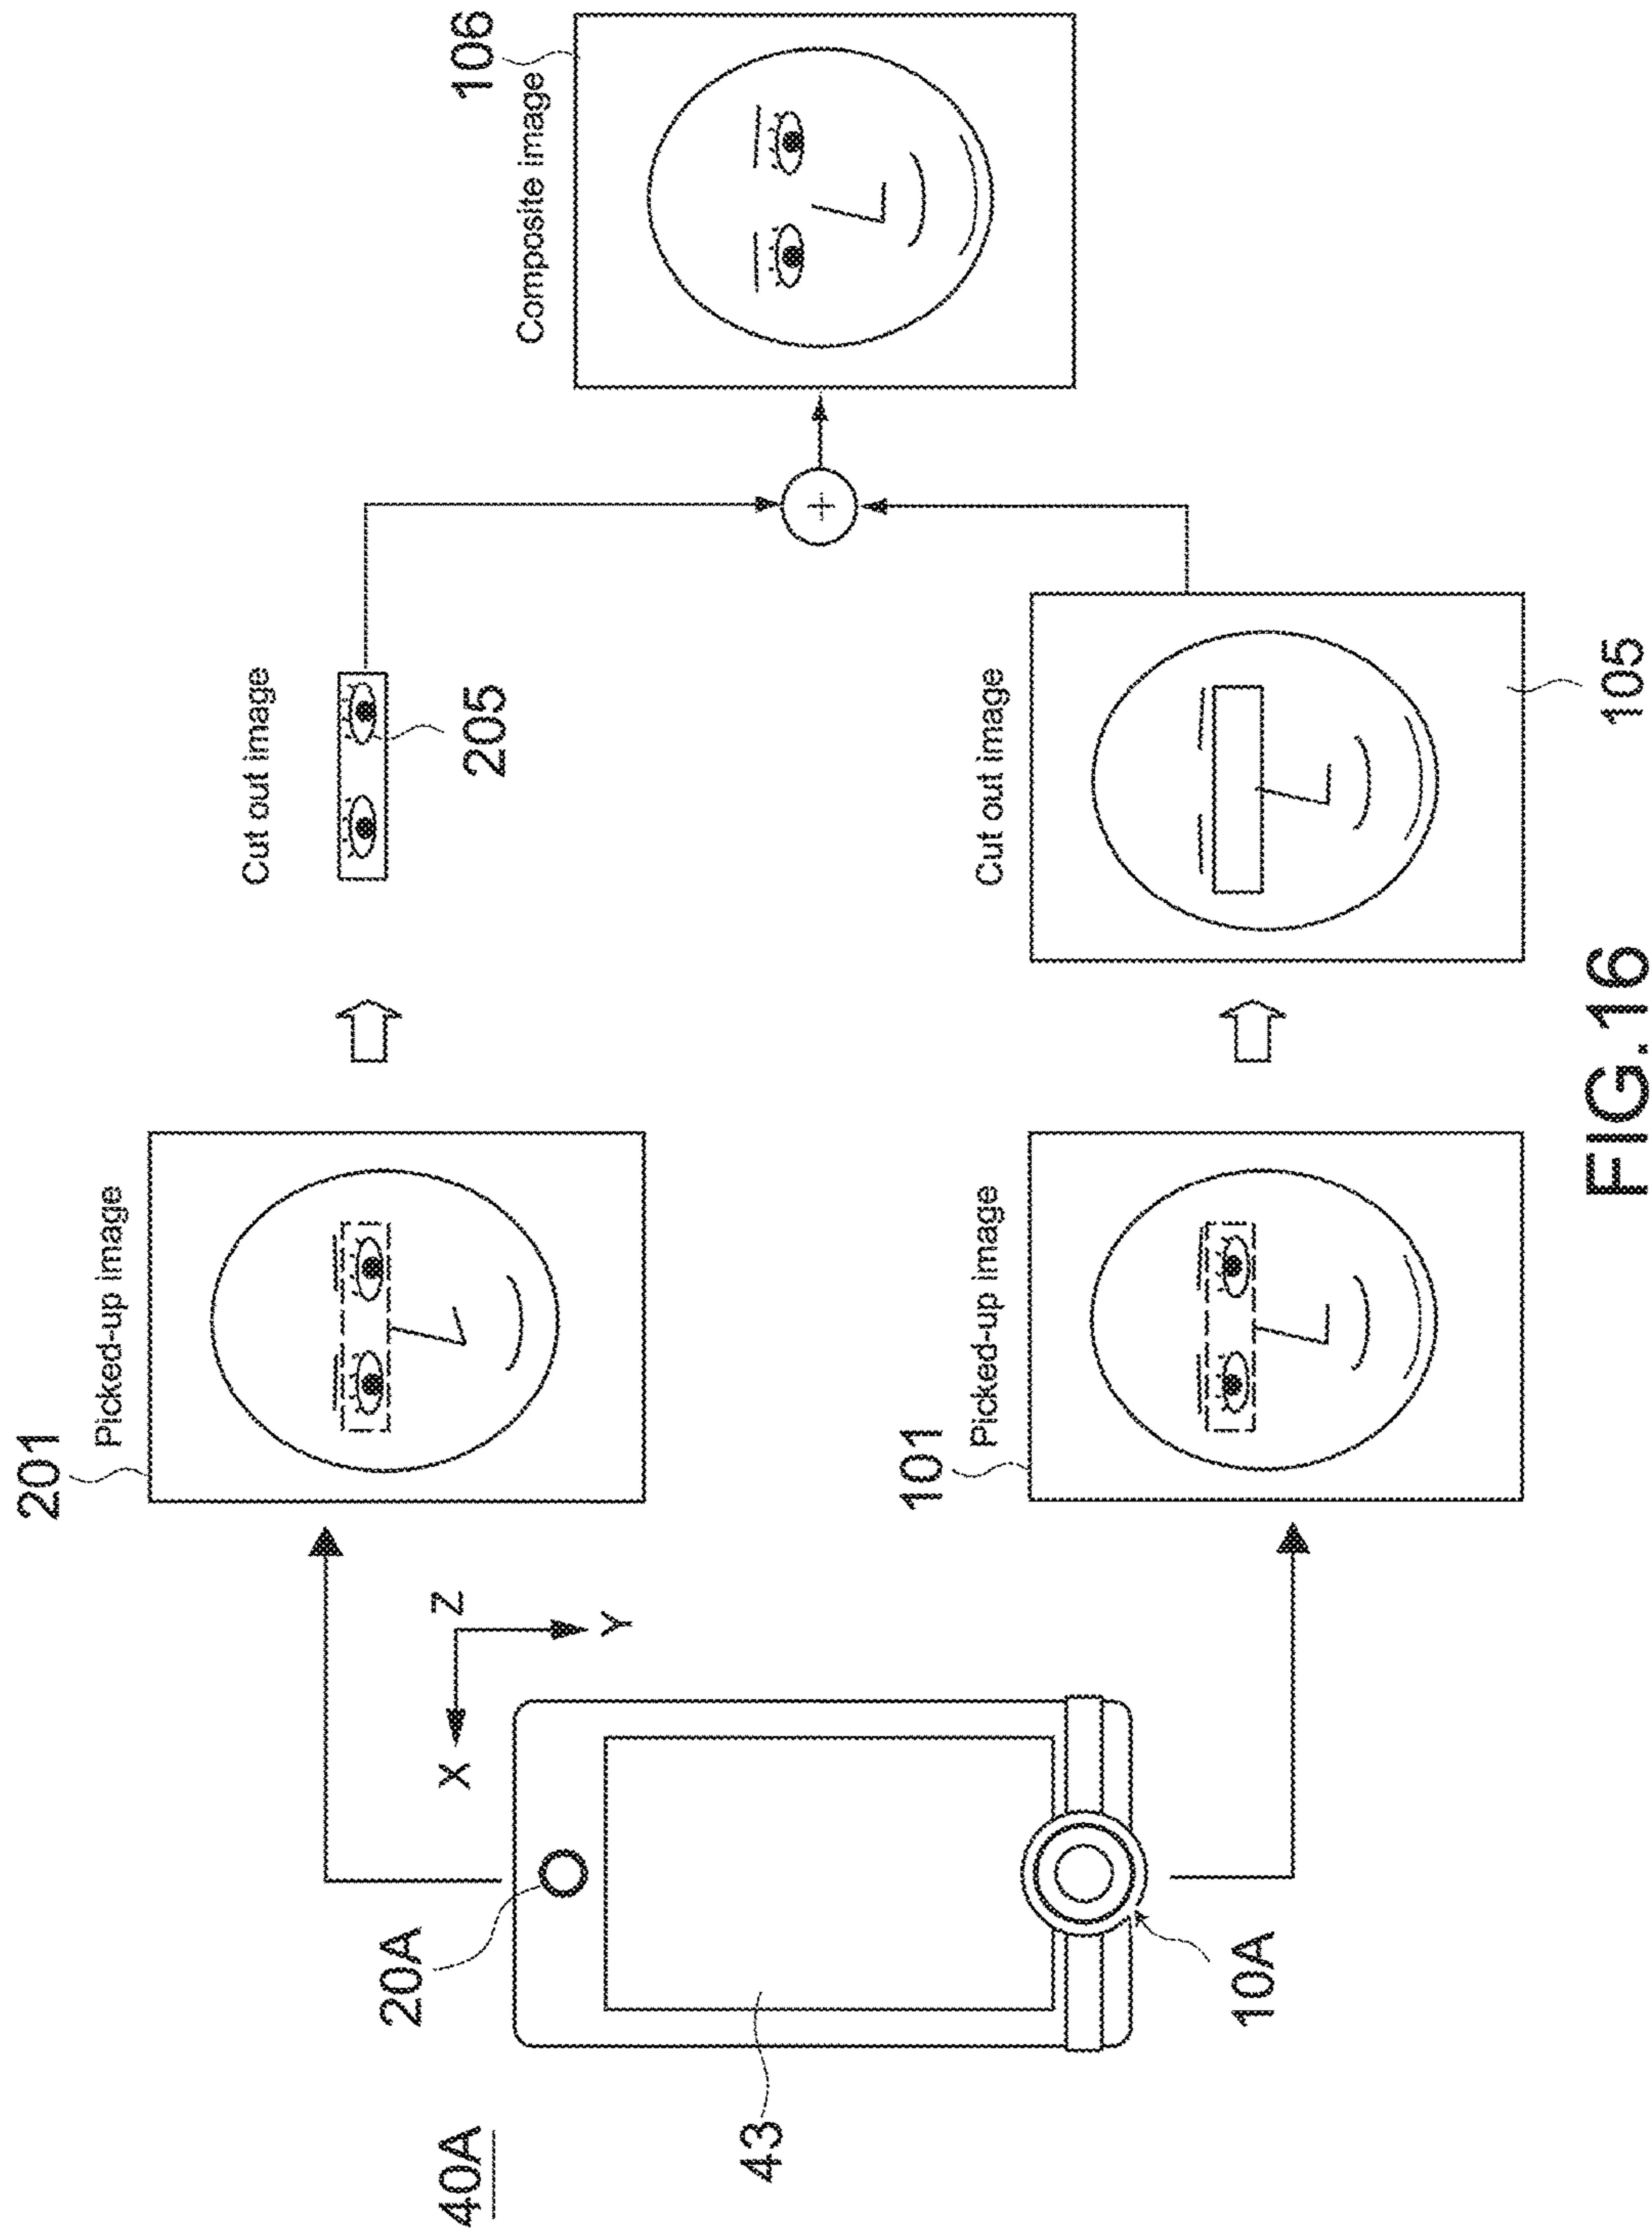 40A
20A
43
10A
X
Z
Y
201
Picked-up image
101
Picked-up image
Cut out image
205
Cut out image
105
+
Composite image
106
FIG.16